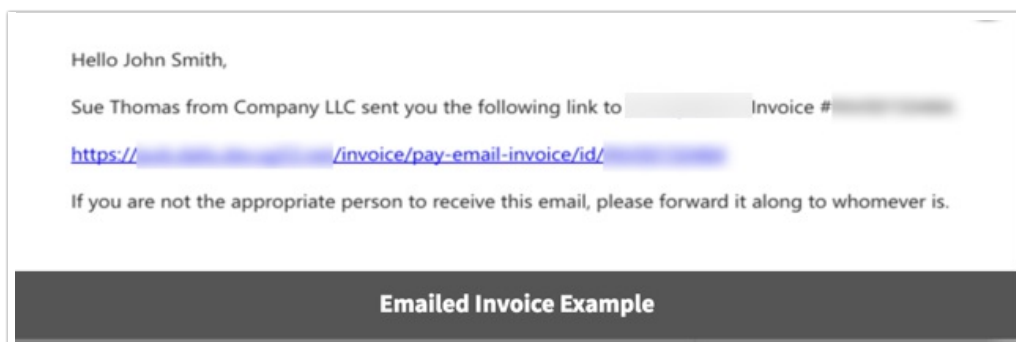 Hello John Smith,
Sue Thomas from Company LLC sent you the following link to Invoice #
https:// /invoice/pay-email-invoice/id/
If you are not the appropriate person to receive this email, please forward it along to whomever is.
Emailed Invoice Example